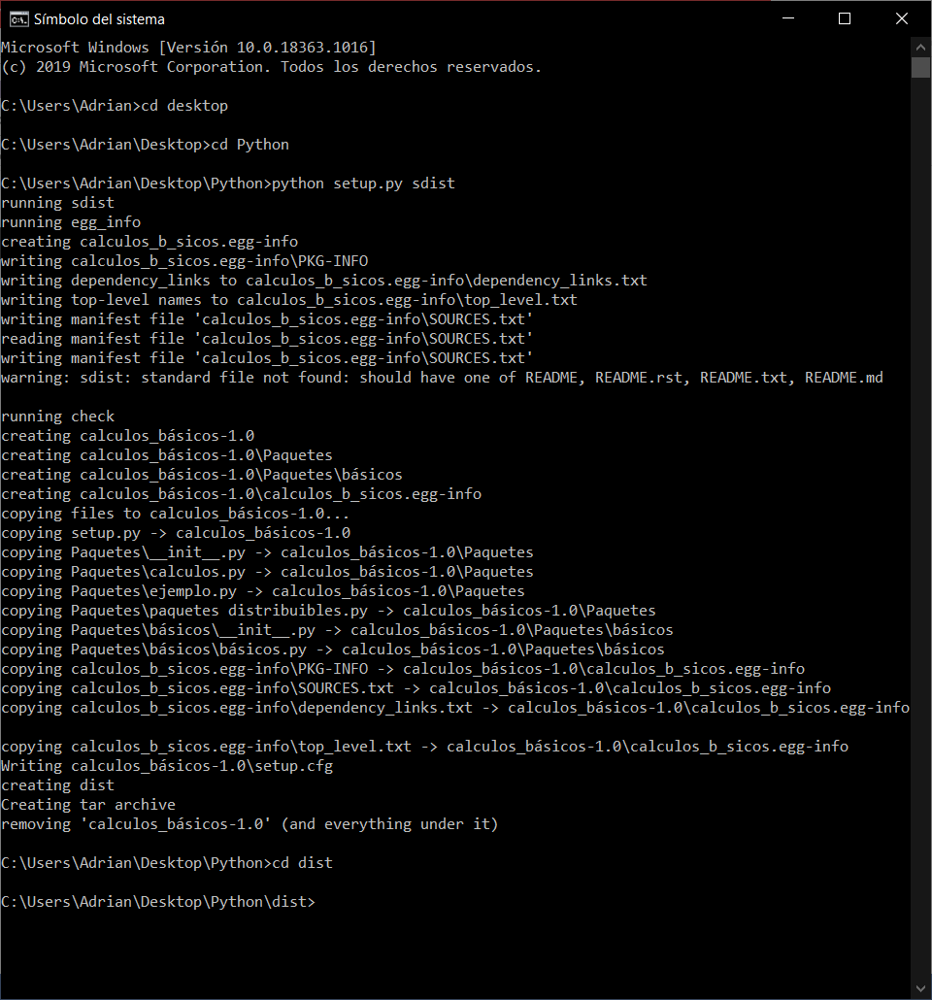 Símbolo del sistema
Microsoft Windows [Versión 10.0.18363.1016]
(c) 2019 Microsoft Corporation. Todos los derechos reservados.
C:\Users\Adrian>cd desktop
C:\Users\Adrian\Desktop>cd Python
C:\Users\Adrian\Desktop\Python>python setup.py sdist
running sdist
running egg_info
creating calculos_b_sicos.egg-info
writing calculos_b_sicos.egg-info\PKG-INFO
writing dependency_links to calculos_b_sicos.egg-info\dependency_links.txt
writing top-level names to calculos_b_sicos.egg-info\top_level.txt
writing manifest file 'calculos_b_sicos.egg-info\SOURCES.txt'
reading manifest file 'calculos_b_sicos.egg-info\SOURCES.txt'
writing manifest file 'calculos_b_sicos.egg-info\SOURCES.txt'
warning: sdist: standard file not found: should have one of README, README.rst, README.txt, README.md
running check
creating calculos_básicos-1.0
creating calculos_básicos-1.0\Paquetes
creating calculos_básicos-1.0\Paquetes\básicos
creating calculos_básicos-1.0\calculos_b_sicos.egg-info
copying files to calculos_básicos-1.0...
copying setup.py -> calculos_básicos-1.0
copying Paquetes\__init__.py -> calculos_básicos-1.0\Paquetes
copying Paquetes\calculos.py -> calculos_básicos-1.0\Paquetes
copying Paquetes\ejemplo.py -> calculos_básicos-1.0\Paquetes
copying Paquetes\paquetes distribuibles.py -> calculos_básicos-1.0\Paquetes
copying Paquetes\básicos\__init__.py -> calculos_básicos-1.0\Paquetes\básicos
copying Paquetes\básicos\básicos.py -> calculos_básicos-1.0\Paquetes\básicos
copying calculos_b_sicos.egg-info\PKG-INFO -> calculos_básicos-1.0\calculos_b_sicos.egg-info
copying calculos_b_sicos.egg-info\SOURCES.txt -> calculos_básicos-1.0\calculos_b_sicos.egg-info
copying calculos_b_sicos.egg-info\dependency_links.txt -> calculos_básicos-1.0\calculos_b_sicos.egg-info
copying calculos_b_sicos.egg-info\top_level.txt -> calculos_básicos-1.0\calculos_b_sicos.egg-info
Writing calculos_básicos-1.0\setup.cfg
creating dist
Creating tar archive
removing 'calculos_básicos-1.0' (and everything under it)
C:\Users\Adrian\Desktop\Python>cd dist
C:\Users\Adrian\Desktop\Python\dist>